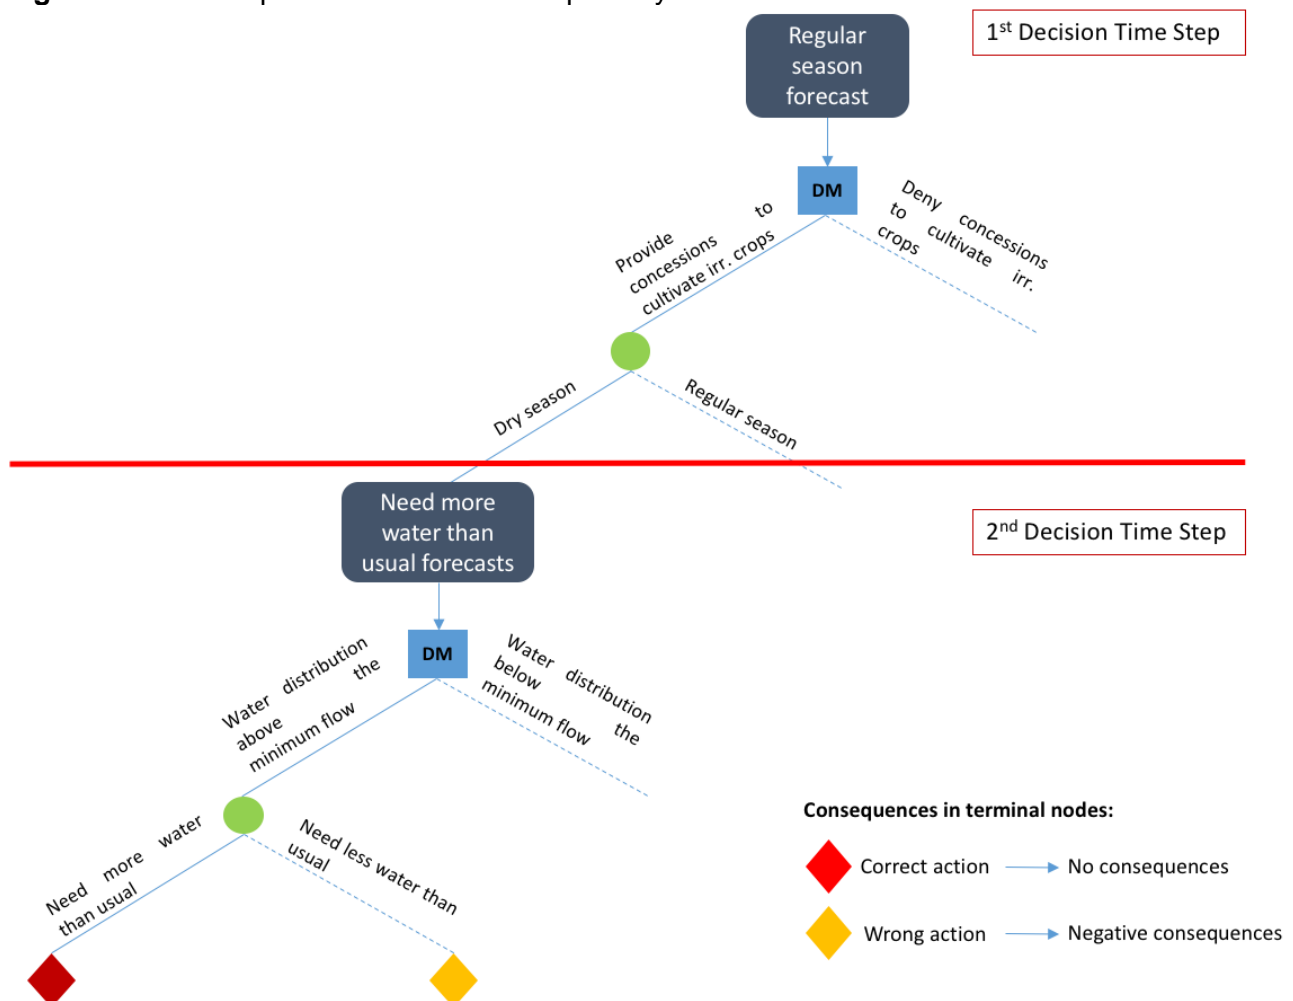 1st Decision Time Step
Regular
season
forecast
DM
Provide
concessions to
cultivate irr. crops
Deny concessions
to cultivate irr.
crops
Dry season
Regular season
Need more
water than
usual forecasts
2nd Decision Time Step
DM
Water distribution
above the
minimum flow
Water distribution
below the
minimum flow
Need more water
than usual
Need less water than
usual
Consequences in terminal nodes:
Correct action No consequences
Wrong action Negative consequences